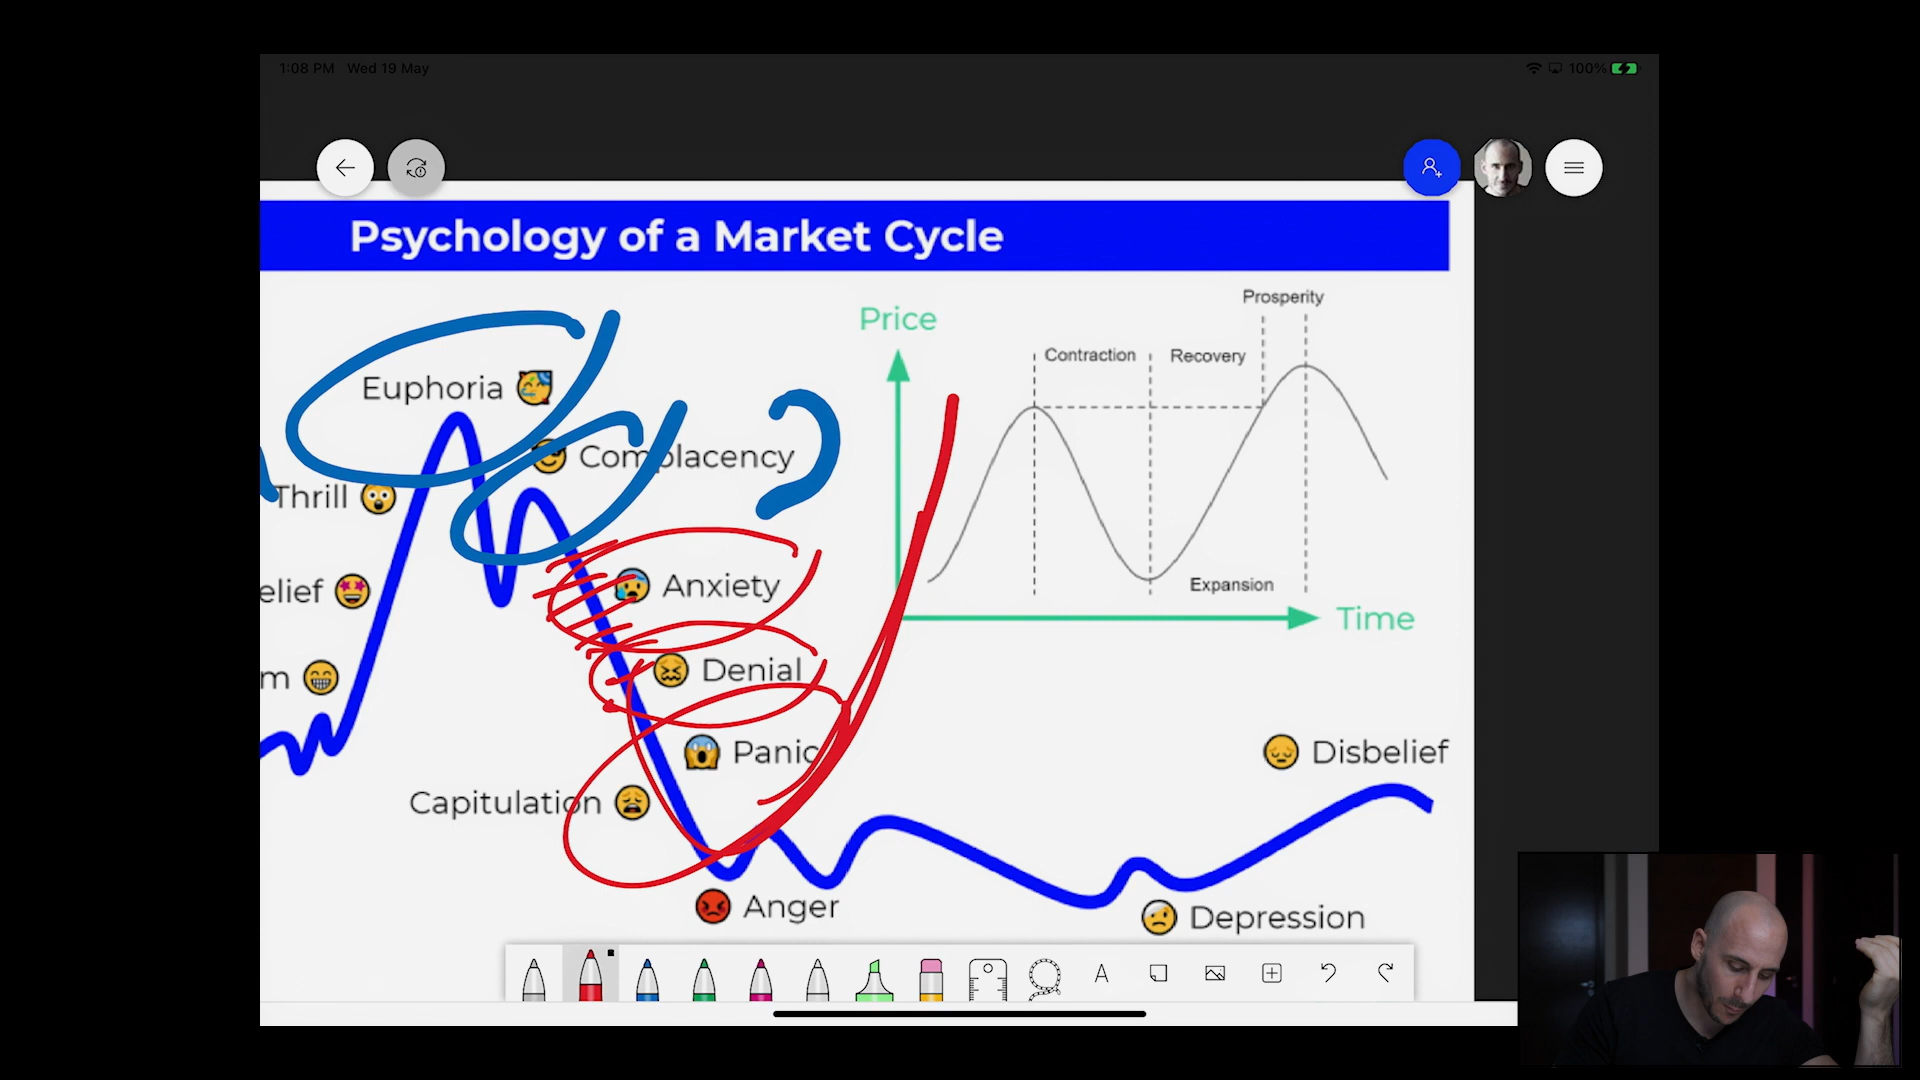 1:08 PM Wed 19 May
100%
Psychology of a Market Cycle
Prosperity
Price
Contraction
Recovery
Euphoria
Complacency
Thrill
Anxiety
elief
Expansion
Time
Denial
m
Panic
Disbelief
Capitulation
Anger
Depression
A